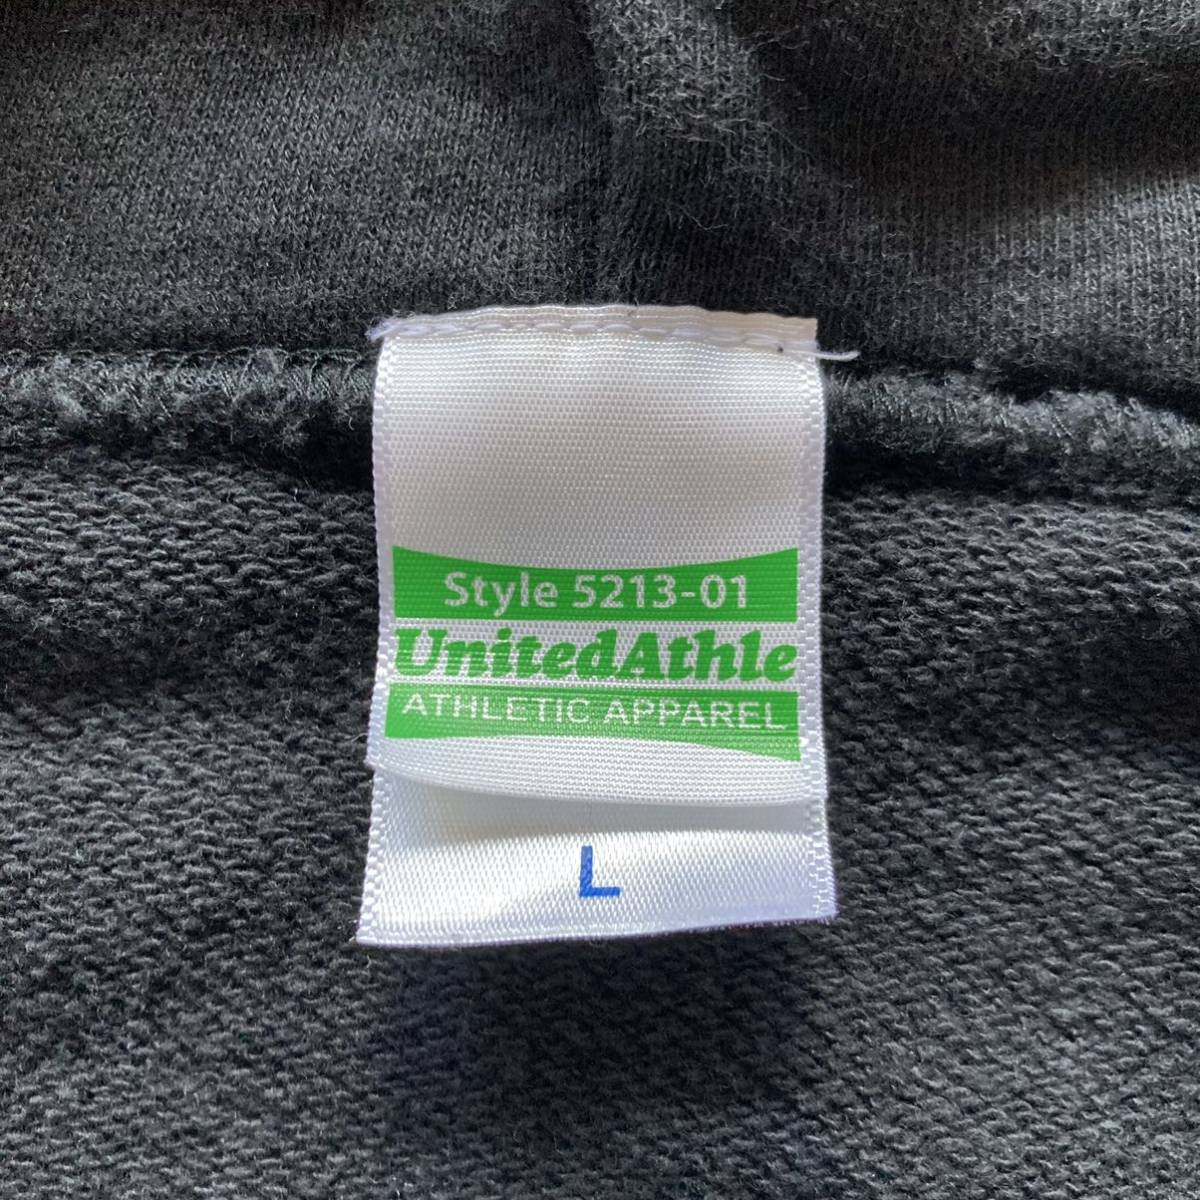 Style 5213-01
UnitedAthle
ATHLETIC APPAREL
L